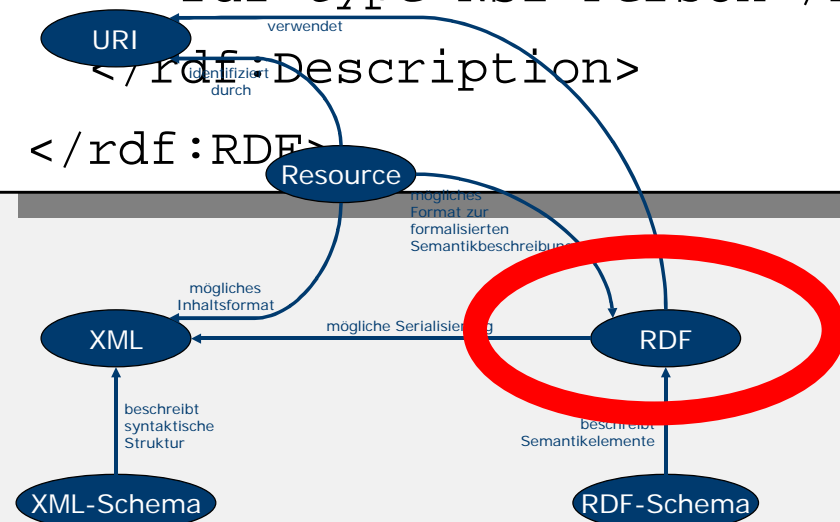 verwendet
URI
identifiziert
durch
</rdf:Description>
</rdf:RDF>
Resource
mögliches
Format zur
formalisierten
Semantikbeschreibung
mögliches
Inhaltsformat
mögliche Serialisierung
XML
RDF
beschreibt
syntaktische
Struktur
beschreibt
Semantikelemente
XML-Schema
RDF-Schema